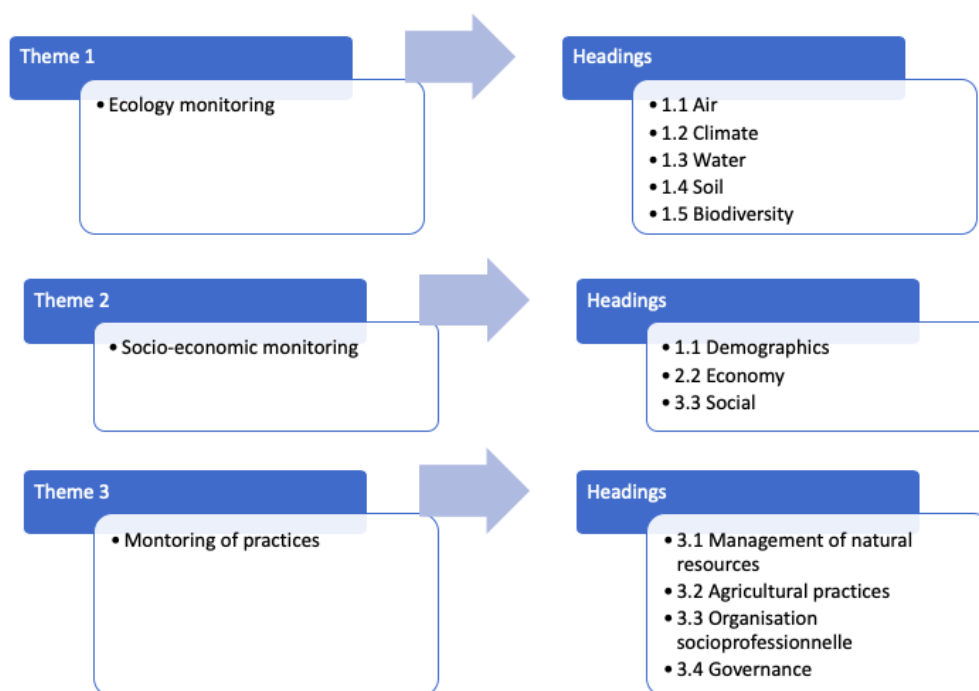 Theme 1
• Ecology monitoring
Headings
• 1.1 Air
• 1.2 Climate
• 1.3 Water
• 1.4 Soil
• 1.5 Biodiversity
Theme 2
• Socio-economic monitoring
Headings
• 1.1 Demographics
• 2.2 Economy
• 3.3 Social
Theme 3
• Montoring of practices
Headings
• 3.1 Management of natural
resources
• 3.2 Agricultural practices
• 3.3 Organisation
socioprofessionnelle
• 3.4 Governance